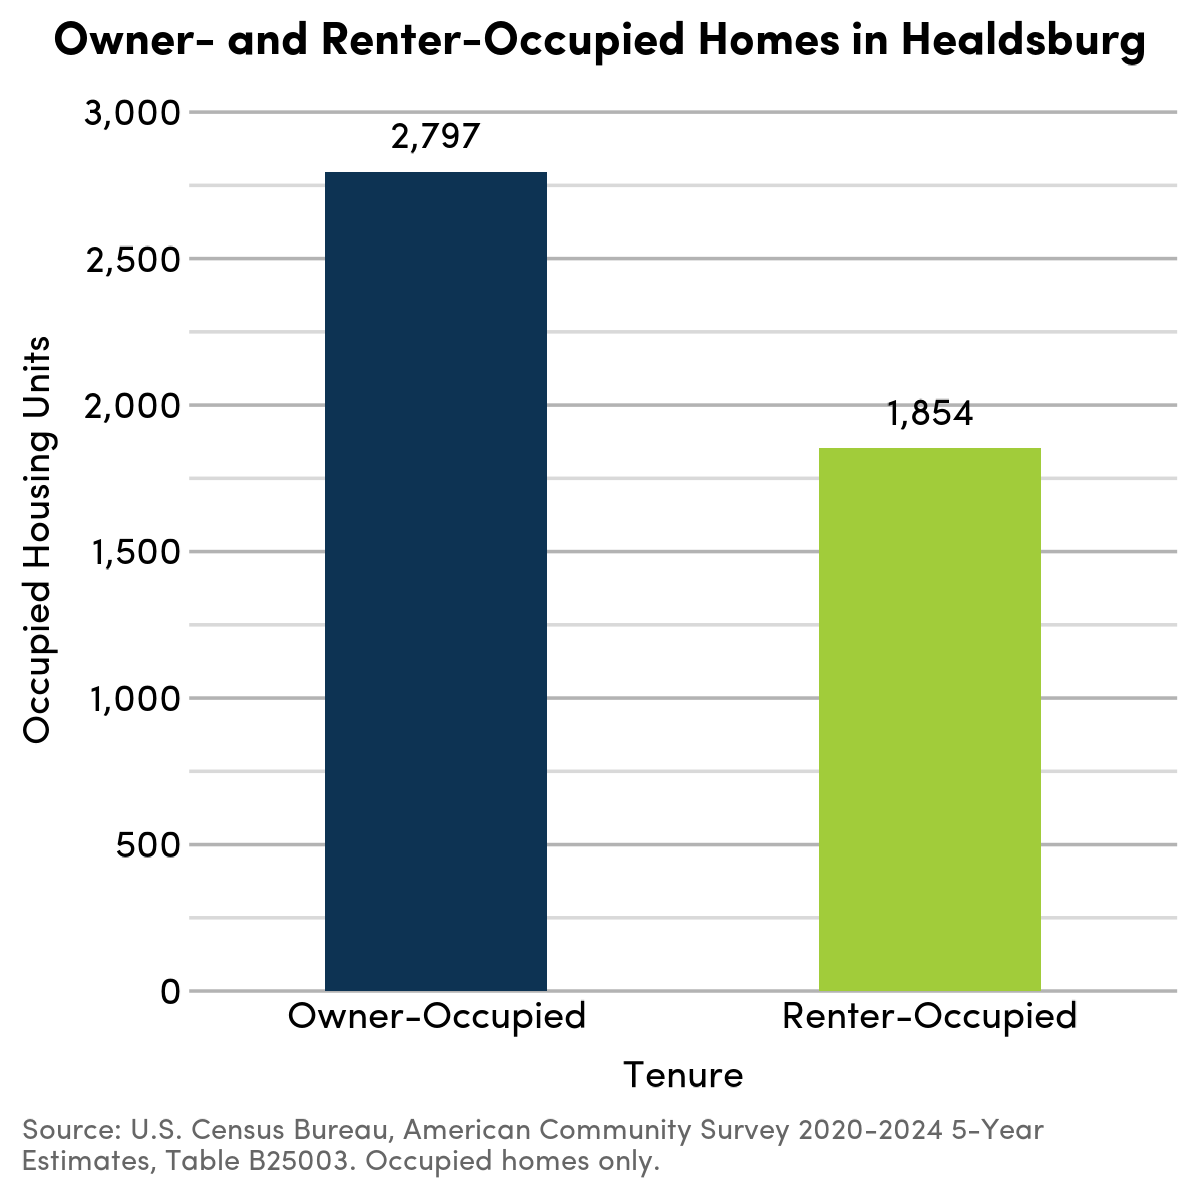 Owner- and Renter-Occupied Homes in Healdsburg
3,000
2,797
2,500
2,000
1,854
1,500
1,000
500
0
Occupied Housing Units
Owner-Occupied
Renter-Occupied
Tenure
Source: U.S. Census Bureau, American Community Survey 2020-2024 5-Year
Estimates, Table B25003. Occupied homes only.